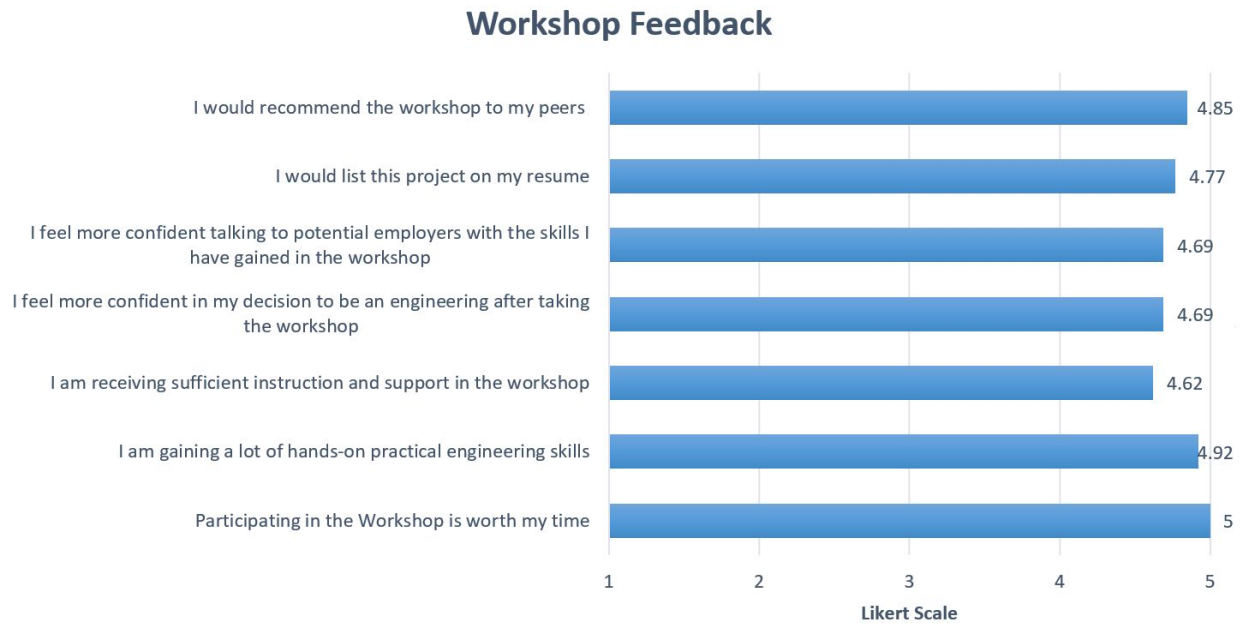 Workshop Feedback
I would recommend the workshop to my peers
4.85
I would list this project on my resume
4.77
I feel more confident talking to potential employers with the skills I
have gained in the workshop
4.69
I feel more confident in my decision to be an engineering after taking
the workshop
4.69
I am receiving sufficient instruction and support in the workshop
4.62
I am gaining a lot of hands-on practical engineering skills
4.92
Participating in the Workshop is worth my time
5
1 2 3 4 5
Likert Scale